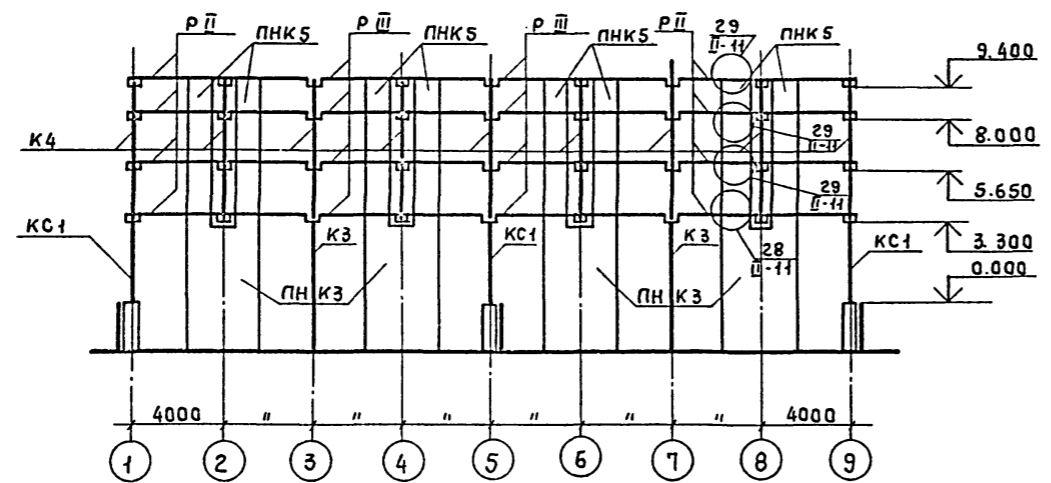 Р II ПНК5 Р III ПНК5 Р III ПНК5 Р II 29 II-11 ПНК5 9.400
К4 29 II-11 8.000
29 II-11 5.650
КС1 К3 КС1 К3 28 II-11 КС1 3.300
ПН К3 ПН К3 0.000
4000 " " " " " " 4000
1 2 3 4 5 6 7 8 9